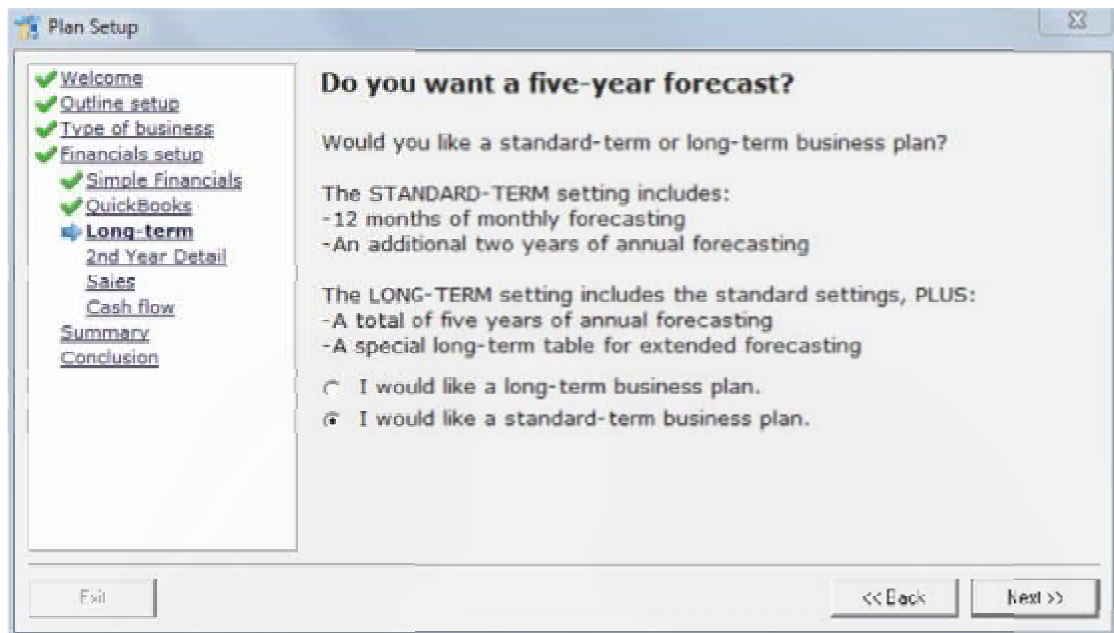 Plan Setup
Welcome
Outline setup
Type of business
Financials setup
Simple Financials
QuickBooks
Long-term
2nd Year Detail
Sales
Cash flow
Summary
Conclusion
Do you want a five-year forecast?
Would you like a standard-term or long-term business plan?
The STANDARD-TERM setting includes:
-12 months of monthly forecasting
-An additional two years of annual forecasting
The LONG-TERM setting includes the standard settings, PLUS:
-A total of five years of annual forecasting
-A special long-term table for extended forecasting
I would like a long-term business plan.
I would like a standard-term business plan.
Exit
<< Back
Next >>